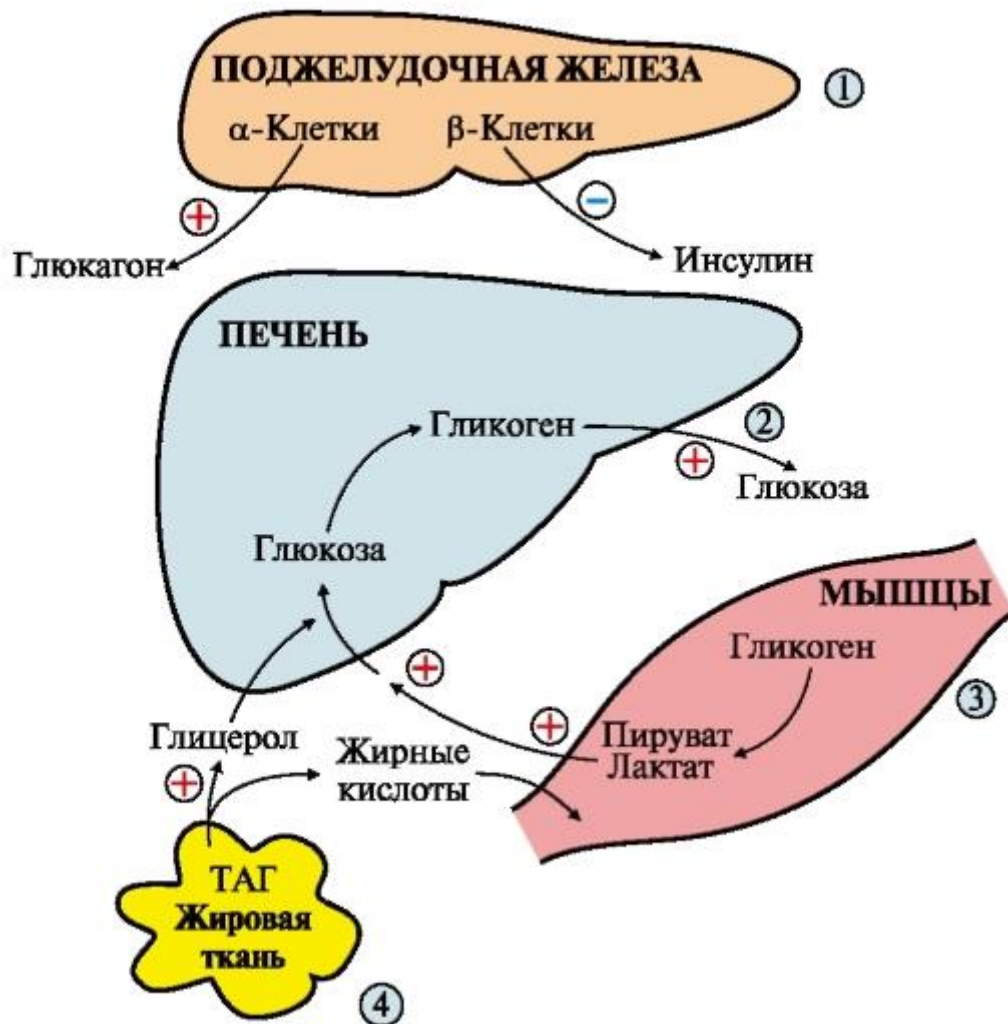 ПОДЖЕЛУДОЧНАЯ ЖЕЛЕЗА
1
α-Клетки β-Клетки
+
−
Глюкагон
Инсулин
ПЕЧЕНЬ
Гликоген
2
+
Глюкоза
Глюкоза
МЫШЦЫ
Гликоген
3
+
+
Пируват
Лактат
Глицерол
+
Жирные
кислоты
ТАГ
Жировая
ткань
4